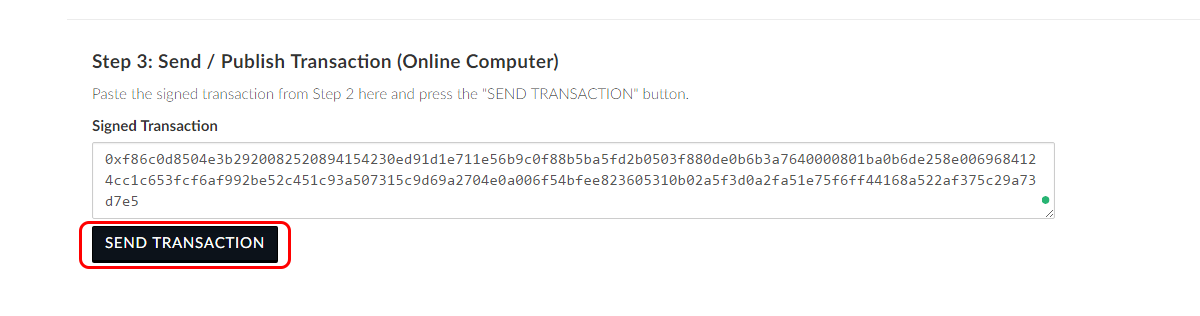 Step 3: Send / Publish Transaction (Online Computer)
Paste the signed transaction from Step 2 here and press the "SEND TRANSACTION" button.
Signed Transaction
0xf86c0d8504e3b2920082520894154230ed91d1e711e56b9c0f88b5ba5fd2b0503f880de0b6b3a7640000801ba0b6de258e006968412
4cc1c653fcf6af992be52c451c93a507315c9d69a2704e0a006f54bfee823605310b02a5f3d0a2fa51e75f6ff44168a522af375c29a73
d7e5
SEND TRANSACTION